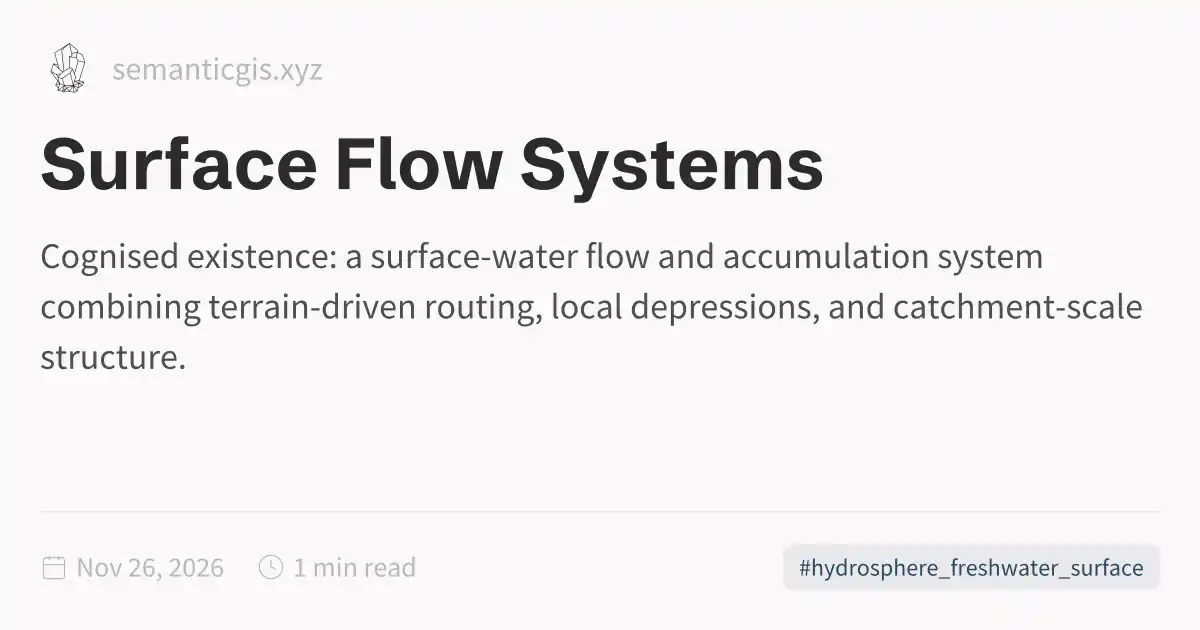 semanticgis.xyz
Surface Flow Systems
Cognised existence: a surface-water flow and accumulation system
combining terrain-driven routing, local depressions, and catchment-scale
structure.
Nov 26, 2026 1 min read #hydrosphere_freshwater_surface